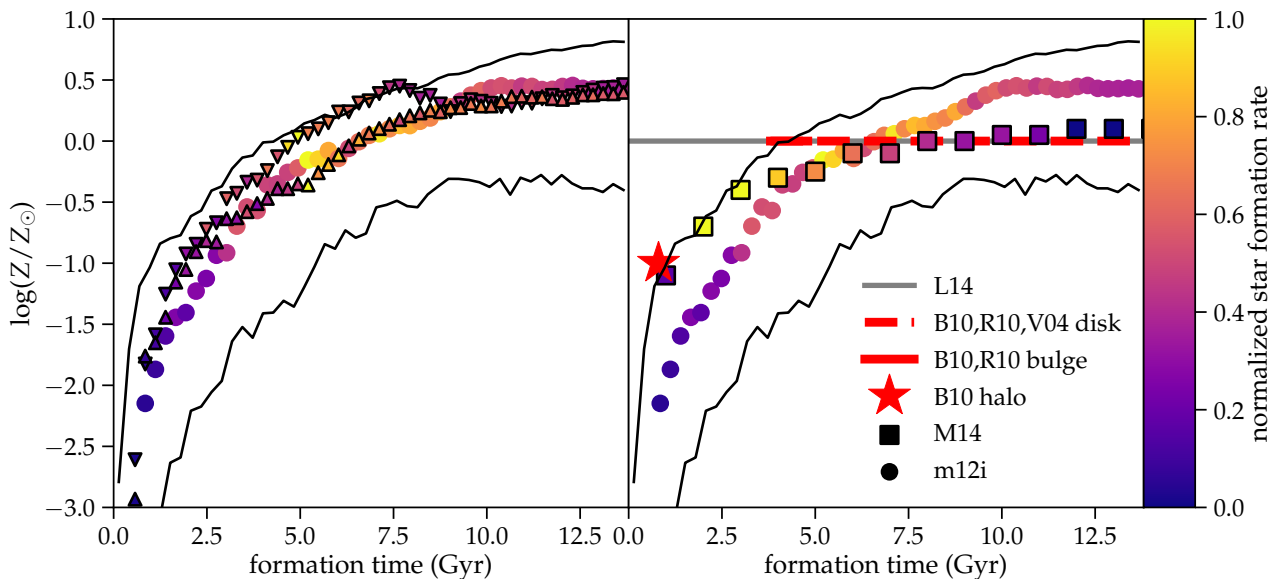 1.0
0.5
0.0
−0.5
−1.0
−1.5
−2.0
−2.5
−3.0
log(Z/Z⊙)
0.0 2.5 5.0 7.5 10.0 12.5
formation time (Gyr)
L14
B10,R10,V04 disk
B10,R10 bulge
B10 halo
M14
m12i
0.0 2.5 5.0 7.5 10.0 12.5
formation time (Gyr)
1.0
0.8
0.6
0.4
0.2
0.0
normalized star formation rate